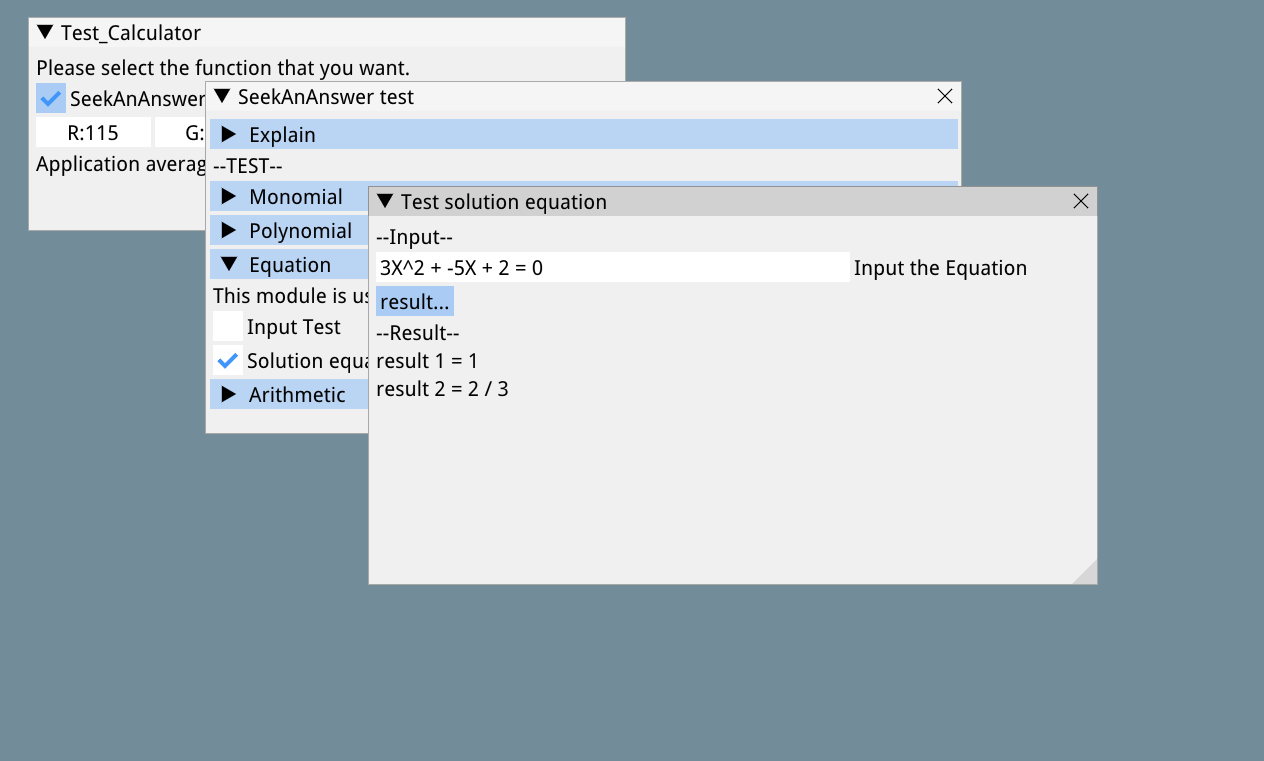 Test_Calculator
Please select the function that you want.
SeekAnAnswer
R:115 G:
Application averag
SeekAnAnswer test
Explain
--TEST--
Monomial
Polynomial
Equation
This module is us
Input Test
Solution equa
Arithmetic
Test solution equation
--Input--
3X^2 + -5X + 2 = 0 Input the Equation
result...
--Result--
result 1 = 1
result 2 = 2 / 3